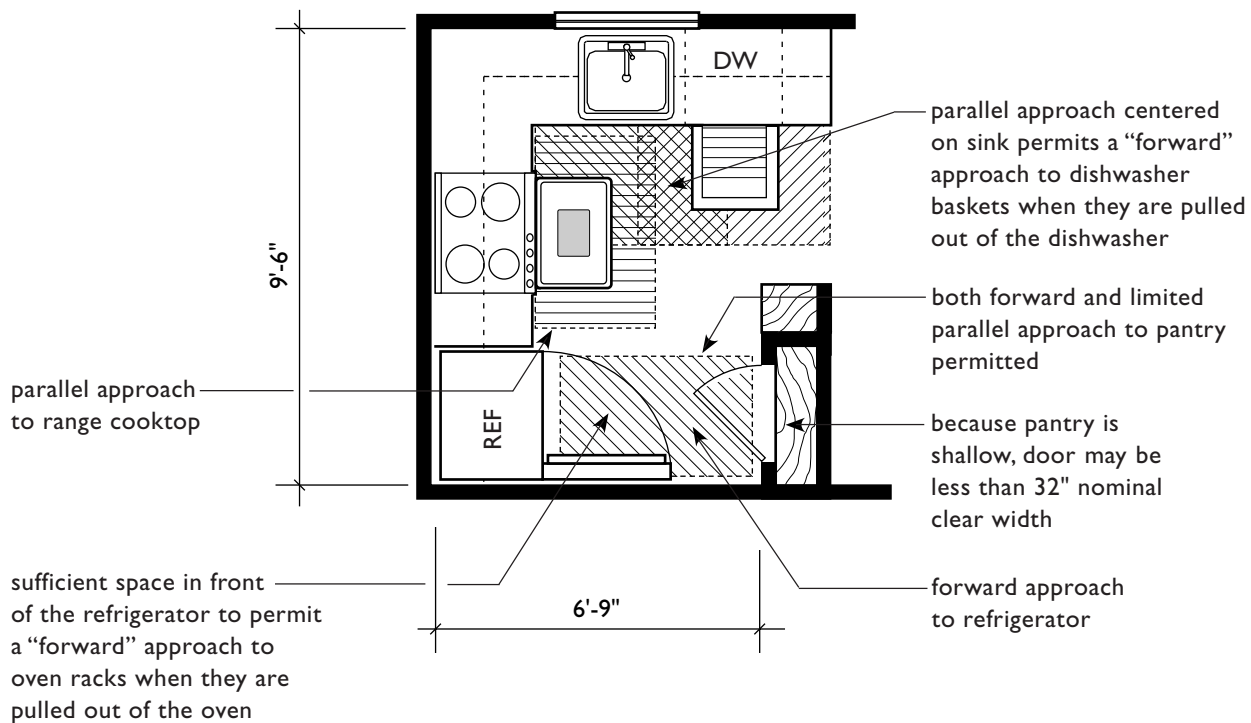 DW
parallel approach centered
on sink permits a “forward”
approach to dishwasher
baskets when they are pulled
out of the dishwasher
9'-6"
both forward and limited
parallel approach to pantry
permitted
parallel approach
to range cooktop
REF
because pantry is
shallow, door may be
less than 32" nominal
clear width
sufficient space in front
of the refrigerator to permit
a “forward” approach to
oven racks when they are
pulled out of the oven
6'-9"
forward approach
to refrigerator